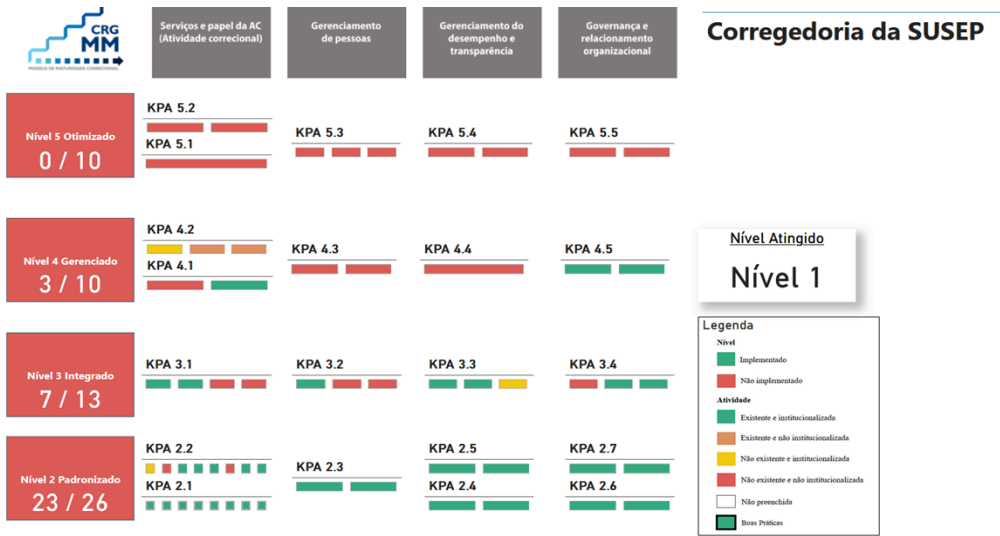 CRG
MM
MODELO DE MATURIDADE CORRECIONAL
Serviços e papel da AC
(Atividade correcional)
Gerenciamento
de pessoas
Gerenciamento do
desempenho e
transparência
Governança e
relacionamento
organizacional
Corregedoria da SUSEP
Nível 5 Otimizado
0 / 10
KPA 5.2
KPA 5.1
KPA 5.3
KPA 5.4
KPA 5.5
Nível 4 Gerenciado
3 / 10
KPA 4.2
KPA 4.1
KPA 4.3
KPA 4.4
KPA 4.5
Nível Atingido
Nível 1
Nível 3 Integrado
7 / 13
KPA 3.1
KPA 3.2
KPA 3.3
KPA 3.4
Nível 2 Padronizado
23 / 26
KPA 2.2
KPA 2.1
KPA 2.3
KPA 2.5
KPA 2.4
KPA 2.7
KPA 2.6
Legenda
Nível
Implementado
Não implementado
Atividade
Existente e institucionalizada
Existente e não institucionalizada
Não existente e institucionalizada
Não existente e não institucionalizada
Não preenchida
Boas Práticas